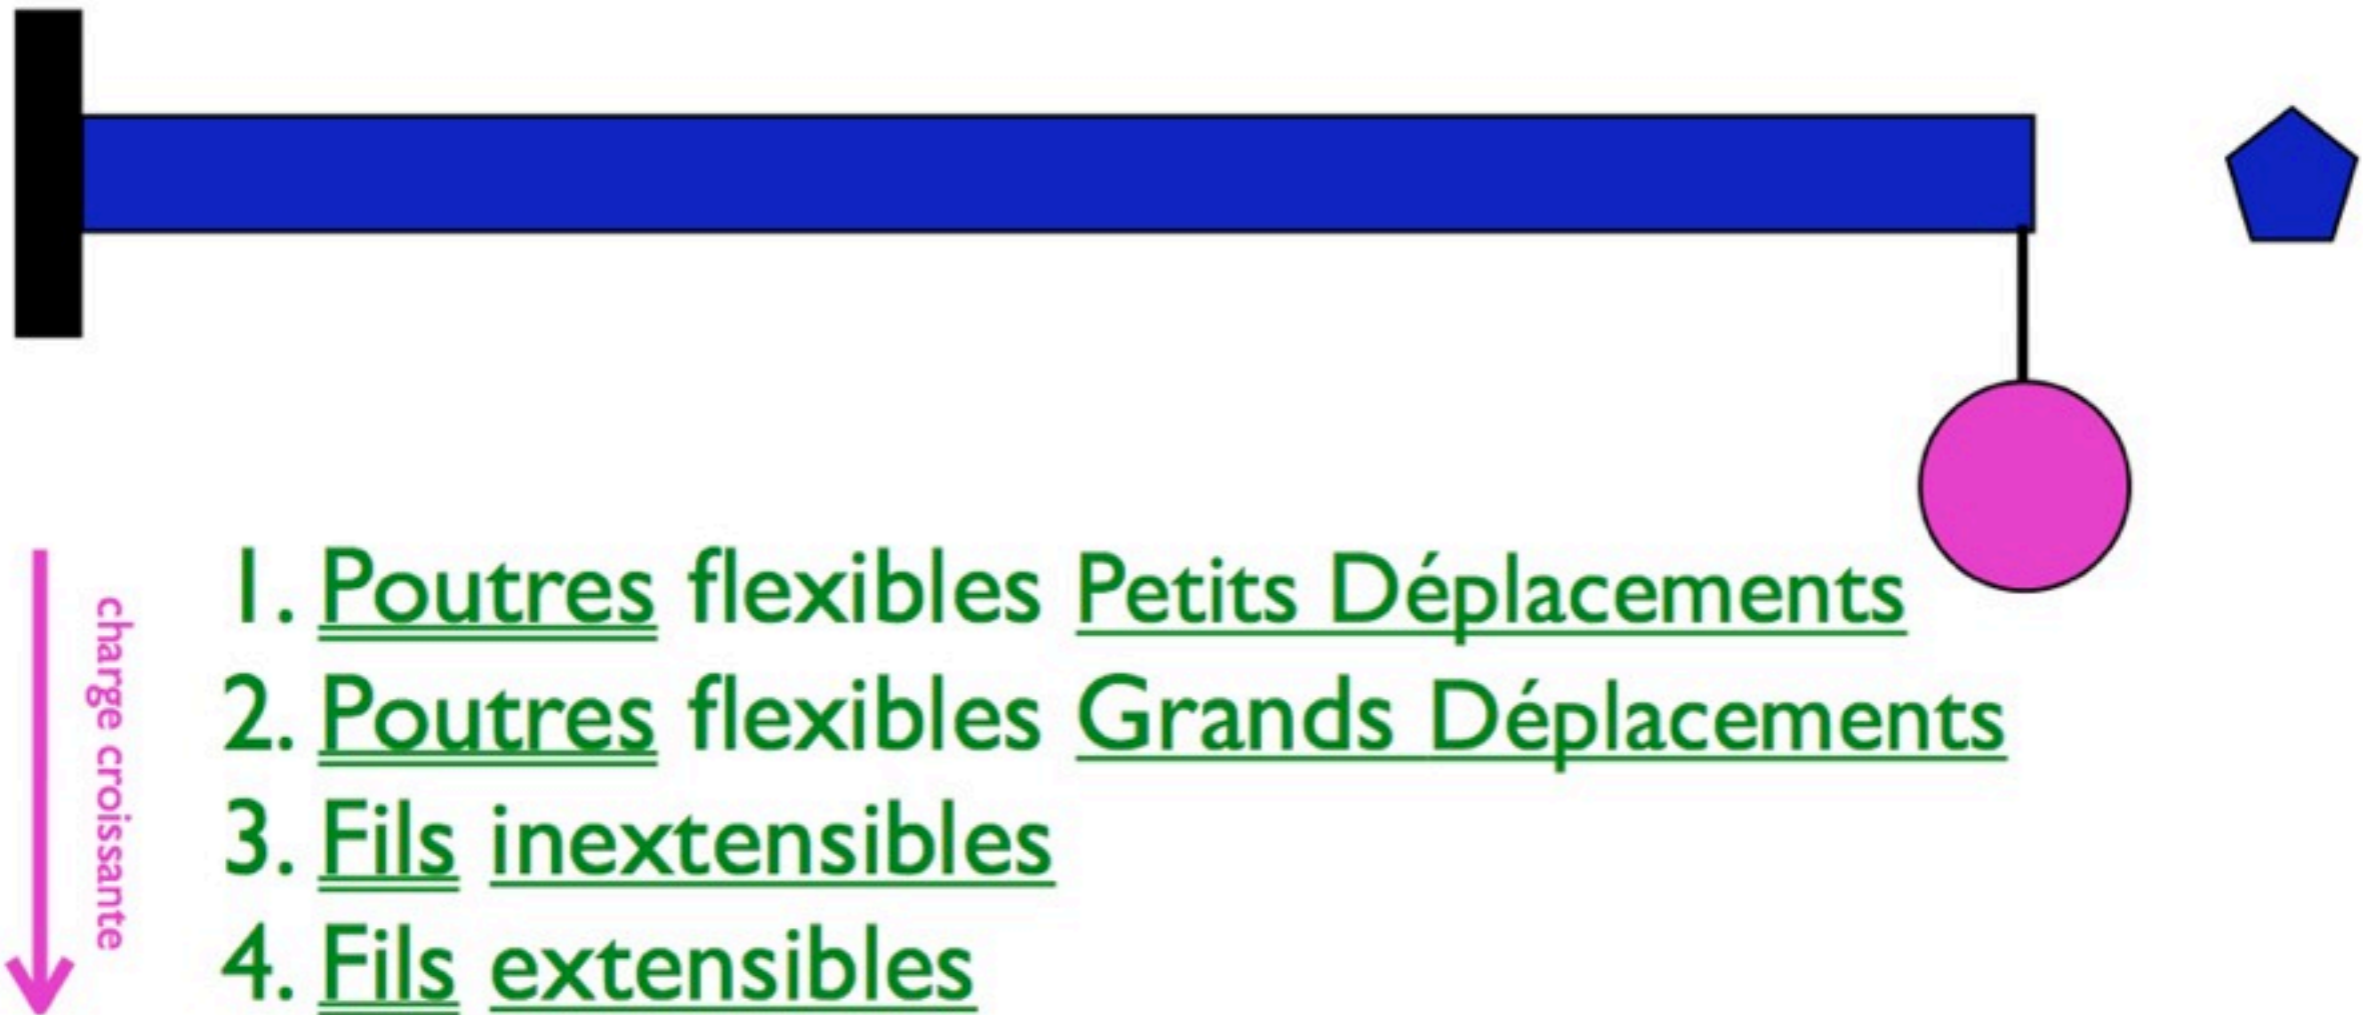 1. Poutres flexibles Petits Déplacements
2. Poutres flexibles Grands Déplacements
3. Fils inextensibles
4. Fils extensibles
charge croissante